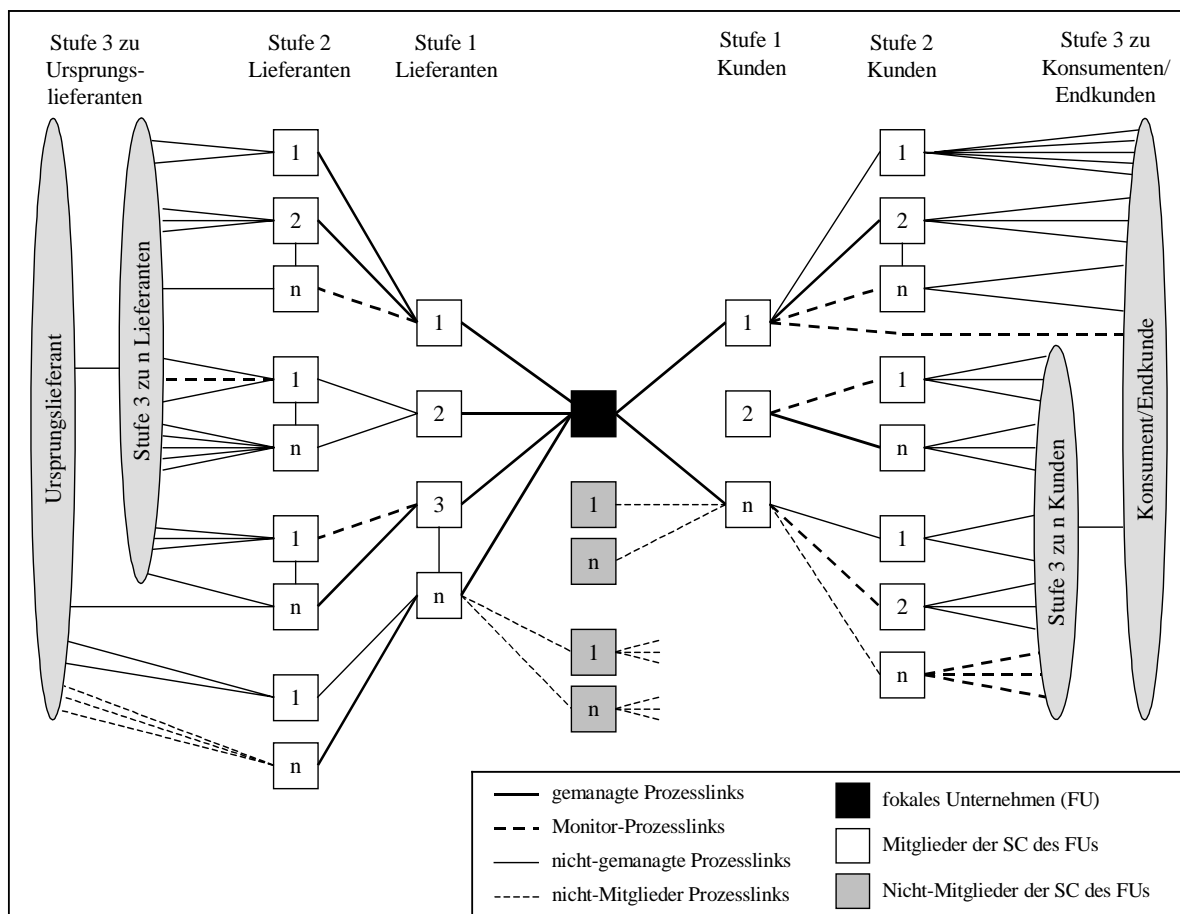 Stufe 3 zu
Ursprungs-
lieferanten
Stufe 2
Lieferanten
Stufe 1
Lieferanten
Stufe 1
Kunden
Stufe 2
Kunden
Stufe 3 zu
Konsumenten/
Endkunden
Ursprungslieferant
Stufe 3 zu n Lieferanten
1
2
n
1
n
1
n
1
n
1
2
3
n
1
n
1
n
1
2
n
1
2
n
1
n
1
2
n
Stufe 3 zu n Kunden
Konsument/Endkunde
gemanagte Prozesslinks
Monitor-Prozesslinks
nicht-gemanagte Prozesslinks
nicht-Mitglieder Prozesslinks
fokales Unternehmen (FU)
Mitglieder der SC des FUs
Nicht-Mitglieder der SC des FUs